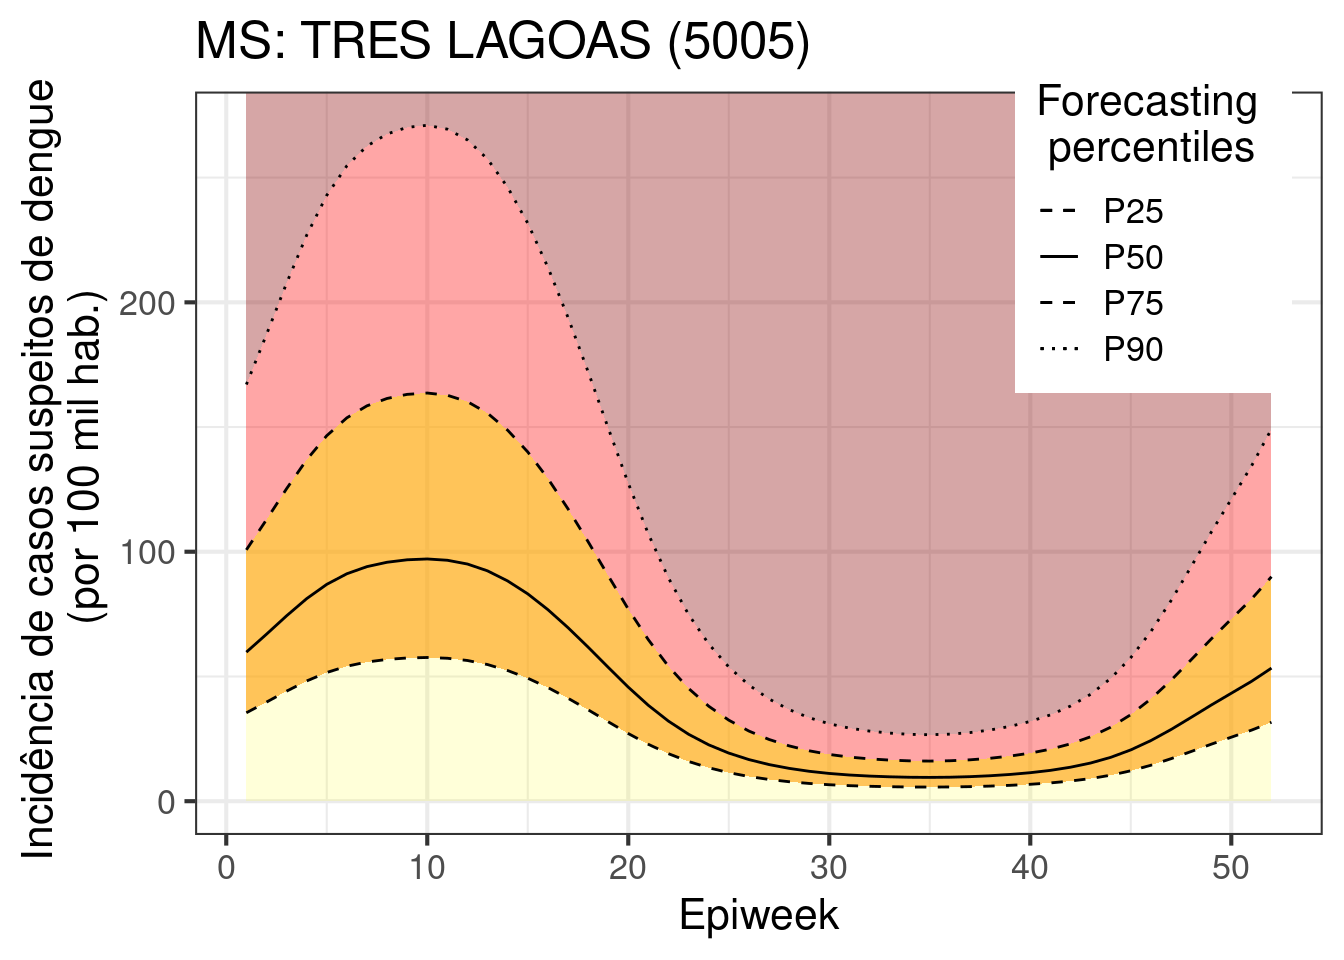 MS: TRES LAGOAS (5005)
Incidência de casos suspeitos de dengue
(por 100 mil hab.)
200
100
0
Forecasting
percentiles
P25
P50
P75
P90
0
10
20
30
40
50
Epiweek